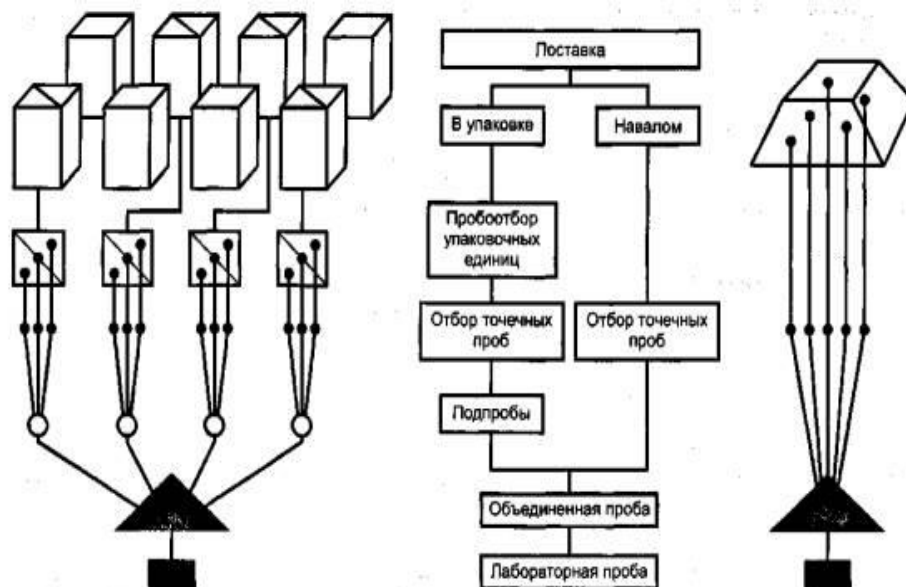 Поставка
В упаковке
Навалом
Пробоотбор
упаковочных
единиц
Отбор точечных
проб
Отбор точечных
проб
Подпробы
Объединенная проба
Лабораторная проба